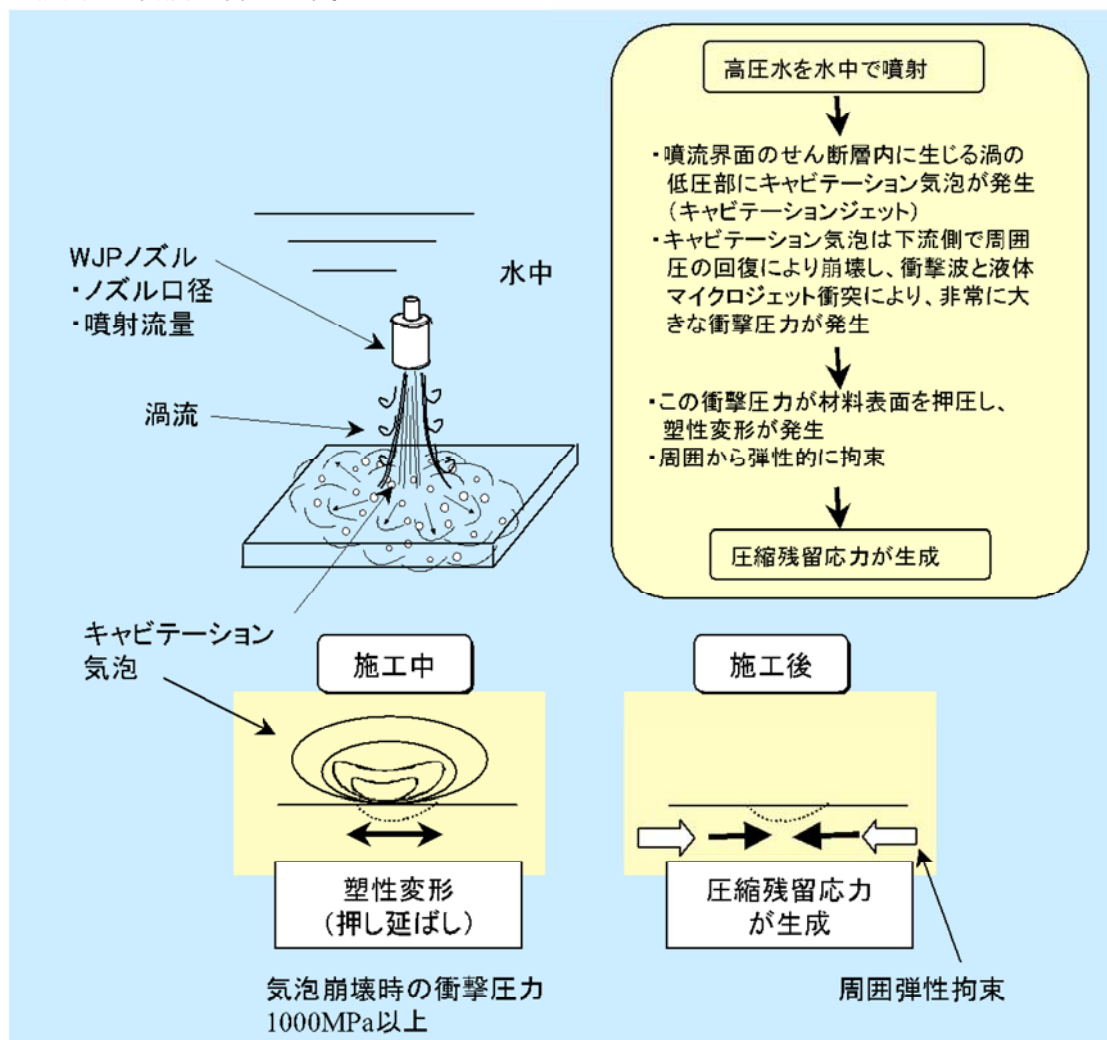 高圧水を水中で噴射
・噴流界面のせん断層内に生じる渦の
低圧部にキャビテーション気泡が発生
（キャビテーションジェット）
・キャビテーション気泡は下流側で周囲
圧の回復により崩壊し、衝撃波と液体
マイクロジェット衝突により、非常に大
きな衝撃圧力が発生
・この衝撃圧力が材料表面を押圧し、
塑性変形が発生
・周囲から弾性的に拘束
圧縮残留応力が生成
WJPノズル
・ノズル口径
・噴射流量
水中
渦流
キャビテーション
気泡
施工中
塑性変形
（押し延ばし）
気泡崩壊時の衝撃圧力
1000MPa以上
施工後
圧縮残留応力
が生成
周囲弾性拘束